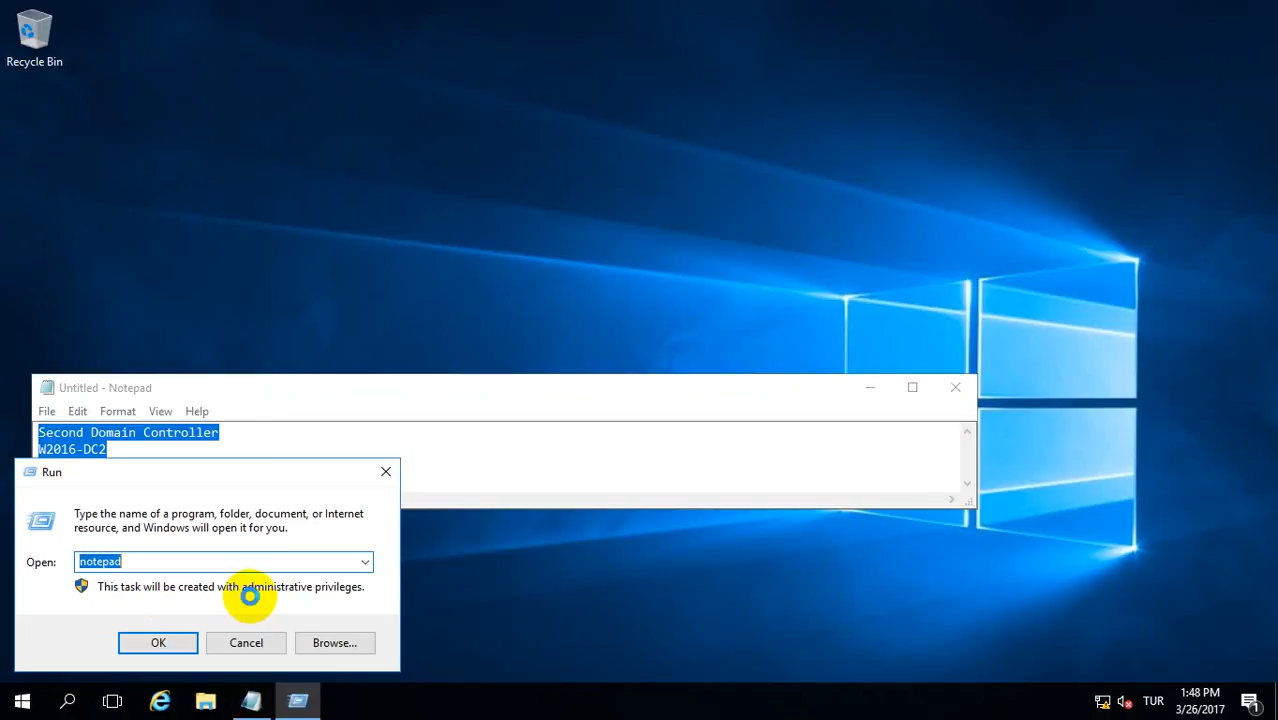 Recycle Bin
Untitled - Notepad
File Edit Format View Help
Second Domain Controller
W2016-DC2
Run
Type the name of a program, folder, document, or Internet
resource, and Windows will open it for you.
Open: notepad
This task will be created with administrative privileges.
OK Cancel Browse...
TUR
1:48 PM
3/26/2017
1